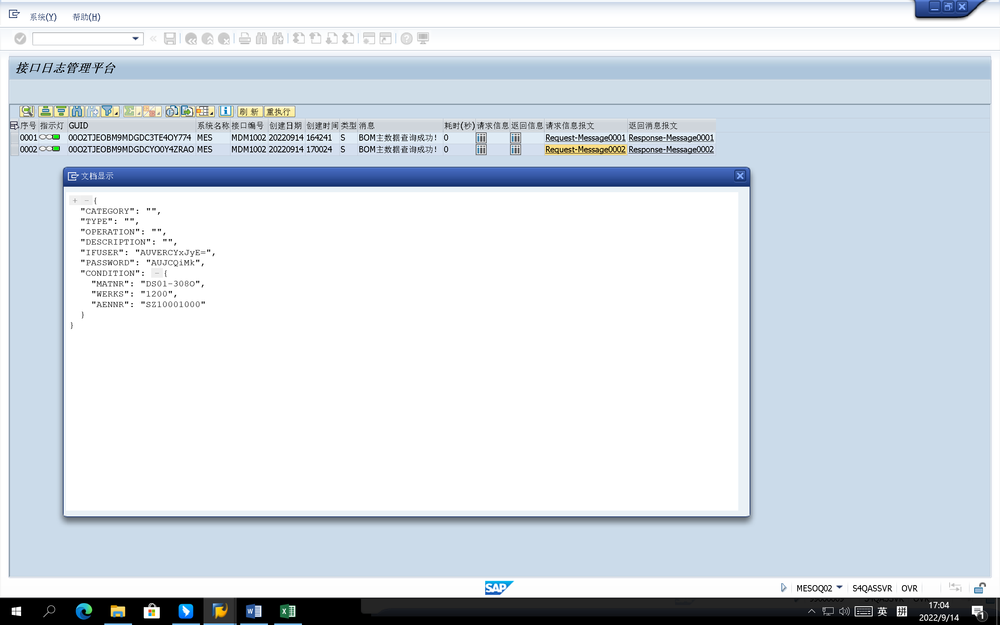 系统(Y) 帮助(H)
接口日志管理平台
刷 新 重执行
序号 指示灯 GUID 系统名称 接口编号 创建日期 创建时间 类型 消息 耗时(秒) 请求信息 返回信息 请求信息报文 返回消息报文
0001 00O2TJEOBM9MDGDC3TE4OY774 MES MDM1002 20220914 164241 S BOM主数据查询成功! 0 Request-Message0001 Response-Message0001
0002 00O2TJEOBM9MDGDCYO0Y4ZRAO MES MDM1002 20220914 170024 S BOM主数据查询成功! 0 Request-Message0002 Response-Message0002
文档显示
+ - {
"CATEGORY": "",
"TYPE": "",
"OPERATION": "",
"DESCRIPTION": "",
"IFUSER": "AUVERCYxJyE=",
"PASSWORD": "AUJCQiMk",
"CONDITION": - {
"MATNR": "DS01-308O",
"WERKS": "1200",
"AENNR": "SZ10001000"
}
}
SAP
MESOQ02 S4QASSVR OVR
英 拼 17:04
2022/9/14 1